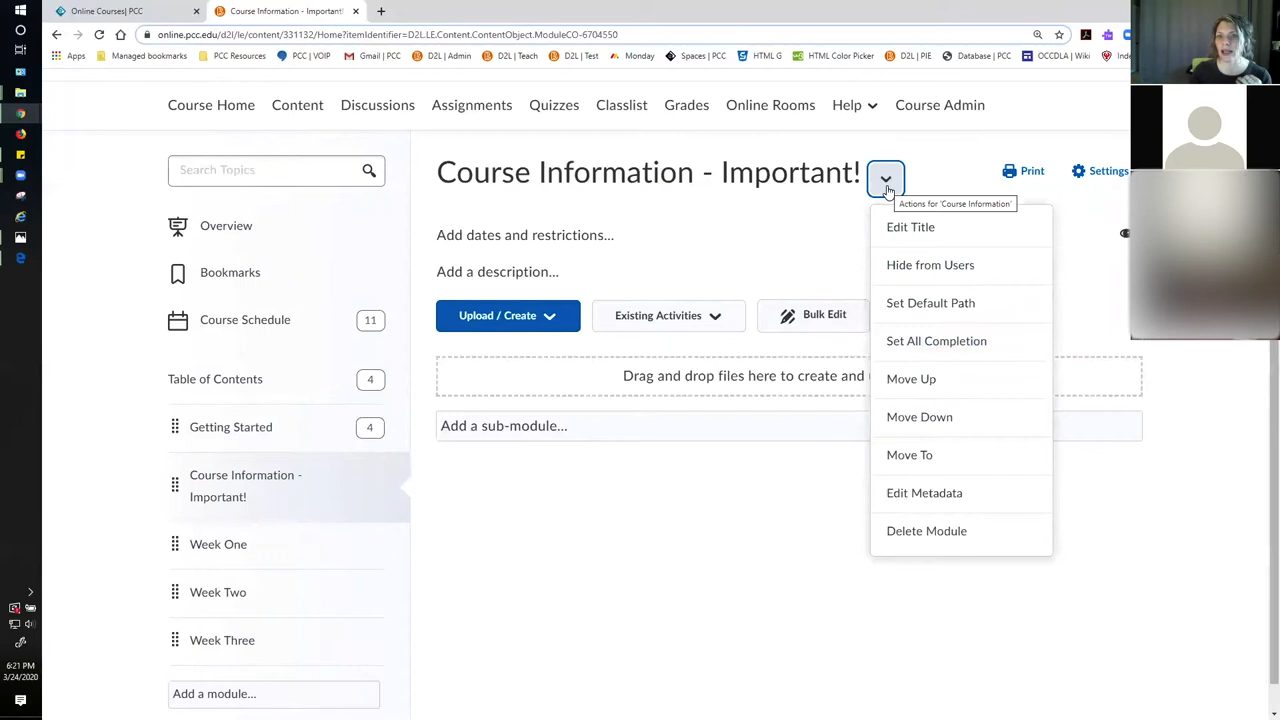 Online Courses| PCC
Course Information - Important!
online.pcc.edu/d2l/le/content/331132/Home?itemIdentifier=D2L.LE.Content.ContentObject.ModuleCO-6704550
Apps
Managed bookmarks
PCC Resources
PCC | VOIP
Gmail | PCC
D2L | Admin
D2L | Teach
D2L | Test
Monday
Spaces | PCC
HTML G
HTML Color Picker
D2L | PIE
Database | PCC
OCCDLA | Wiki
Course Home
Content
Discussions
Assignments
Quizzes
Classlist
Grades
Online Rooms
Help
Course Admin
Search Topics
Overview
Bookmarks
Course Schedule
11
Table of Contents
4
Getting Started
4
Course Information -
Important!
Week One
Week Two
Week Three
Add a module...
Course Information - Important!
Print
Settings
Actions for 'Course Information'
Add dates and restrictions...
Add a description...
Upload / Create
Existing Activities
Bulk Edit
Drag and drop files here to create and
Add a sub-module...
Edit Title
Hide from Users
Set Default Path
Set All Completion
Move Up
Move Down
Move To
Edit Metadata
Delete Module
6:21 PM
3/24/2020